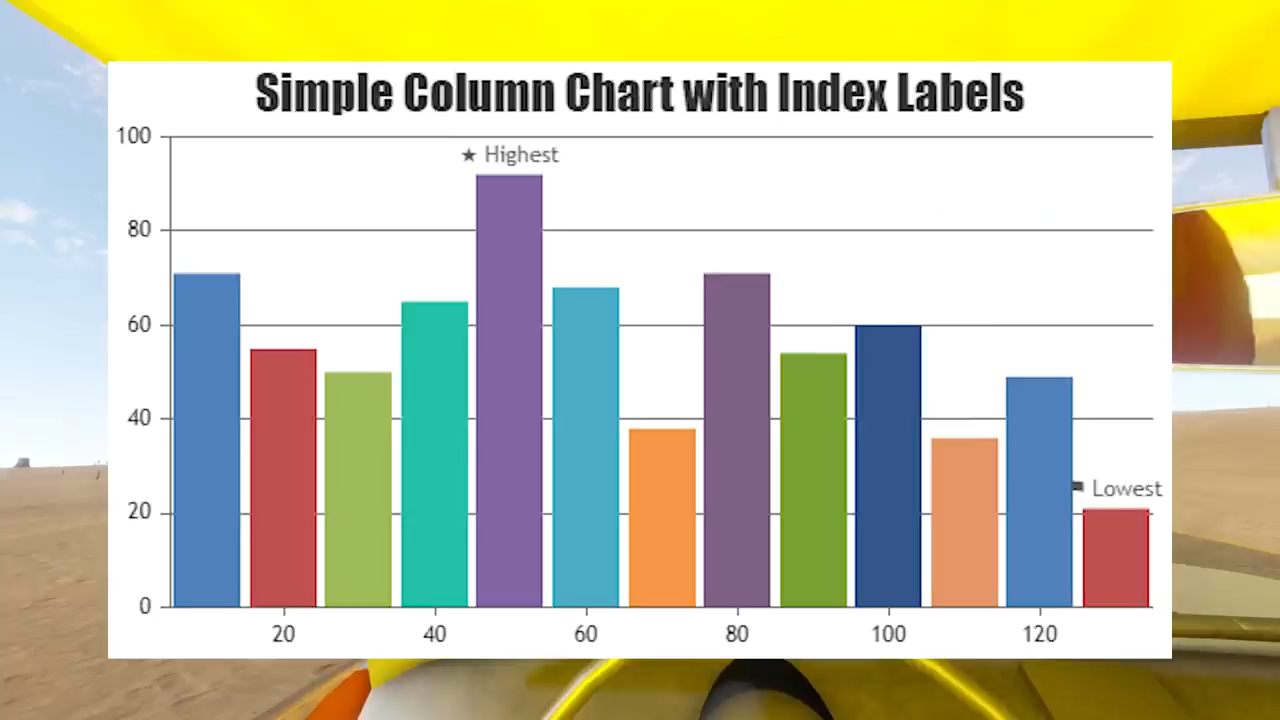 Simple Column Chart with Index Labels
100
★ Highest
80
60
40
20
Lowest
0
20 40 60 80 100 120